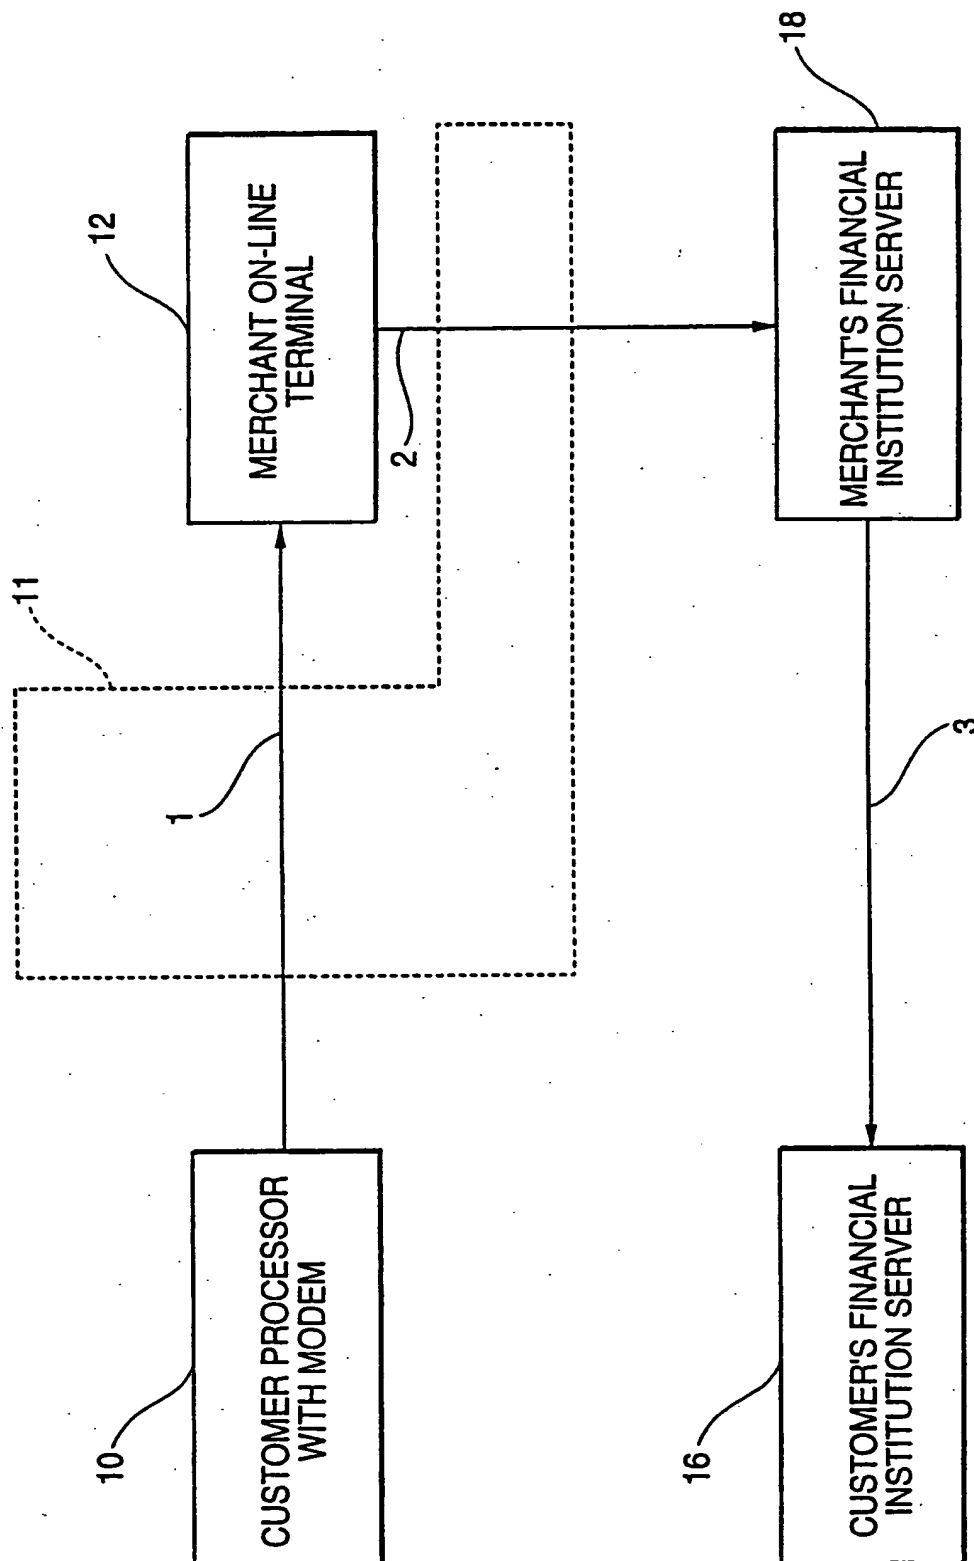 10
CUSTOMER PROCESSOR
WITH MODEM
1
11
12
MERCHANT ON-LINE
TERMINAL
2
16
CUSTOMER'S FINANCIAL
INSTITUTION SERVER
3
18
MERCHANT'S FINANCIAL
INSTITUTION SERVER